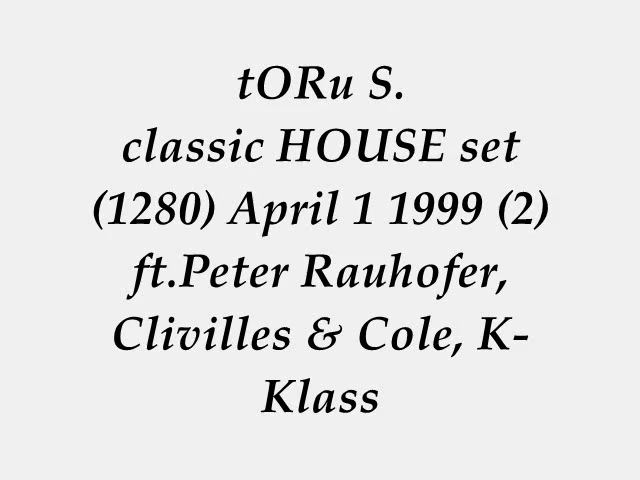 tORu S.
classic HOUSE set
(1280) April 1 1999 (2)
ft.Peter Rauhofer,
Clivilles & Cole, K-
Klass